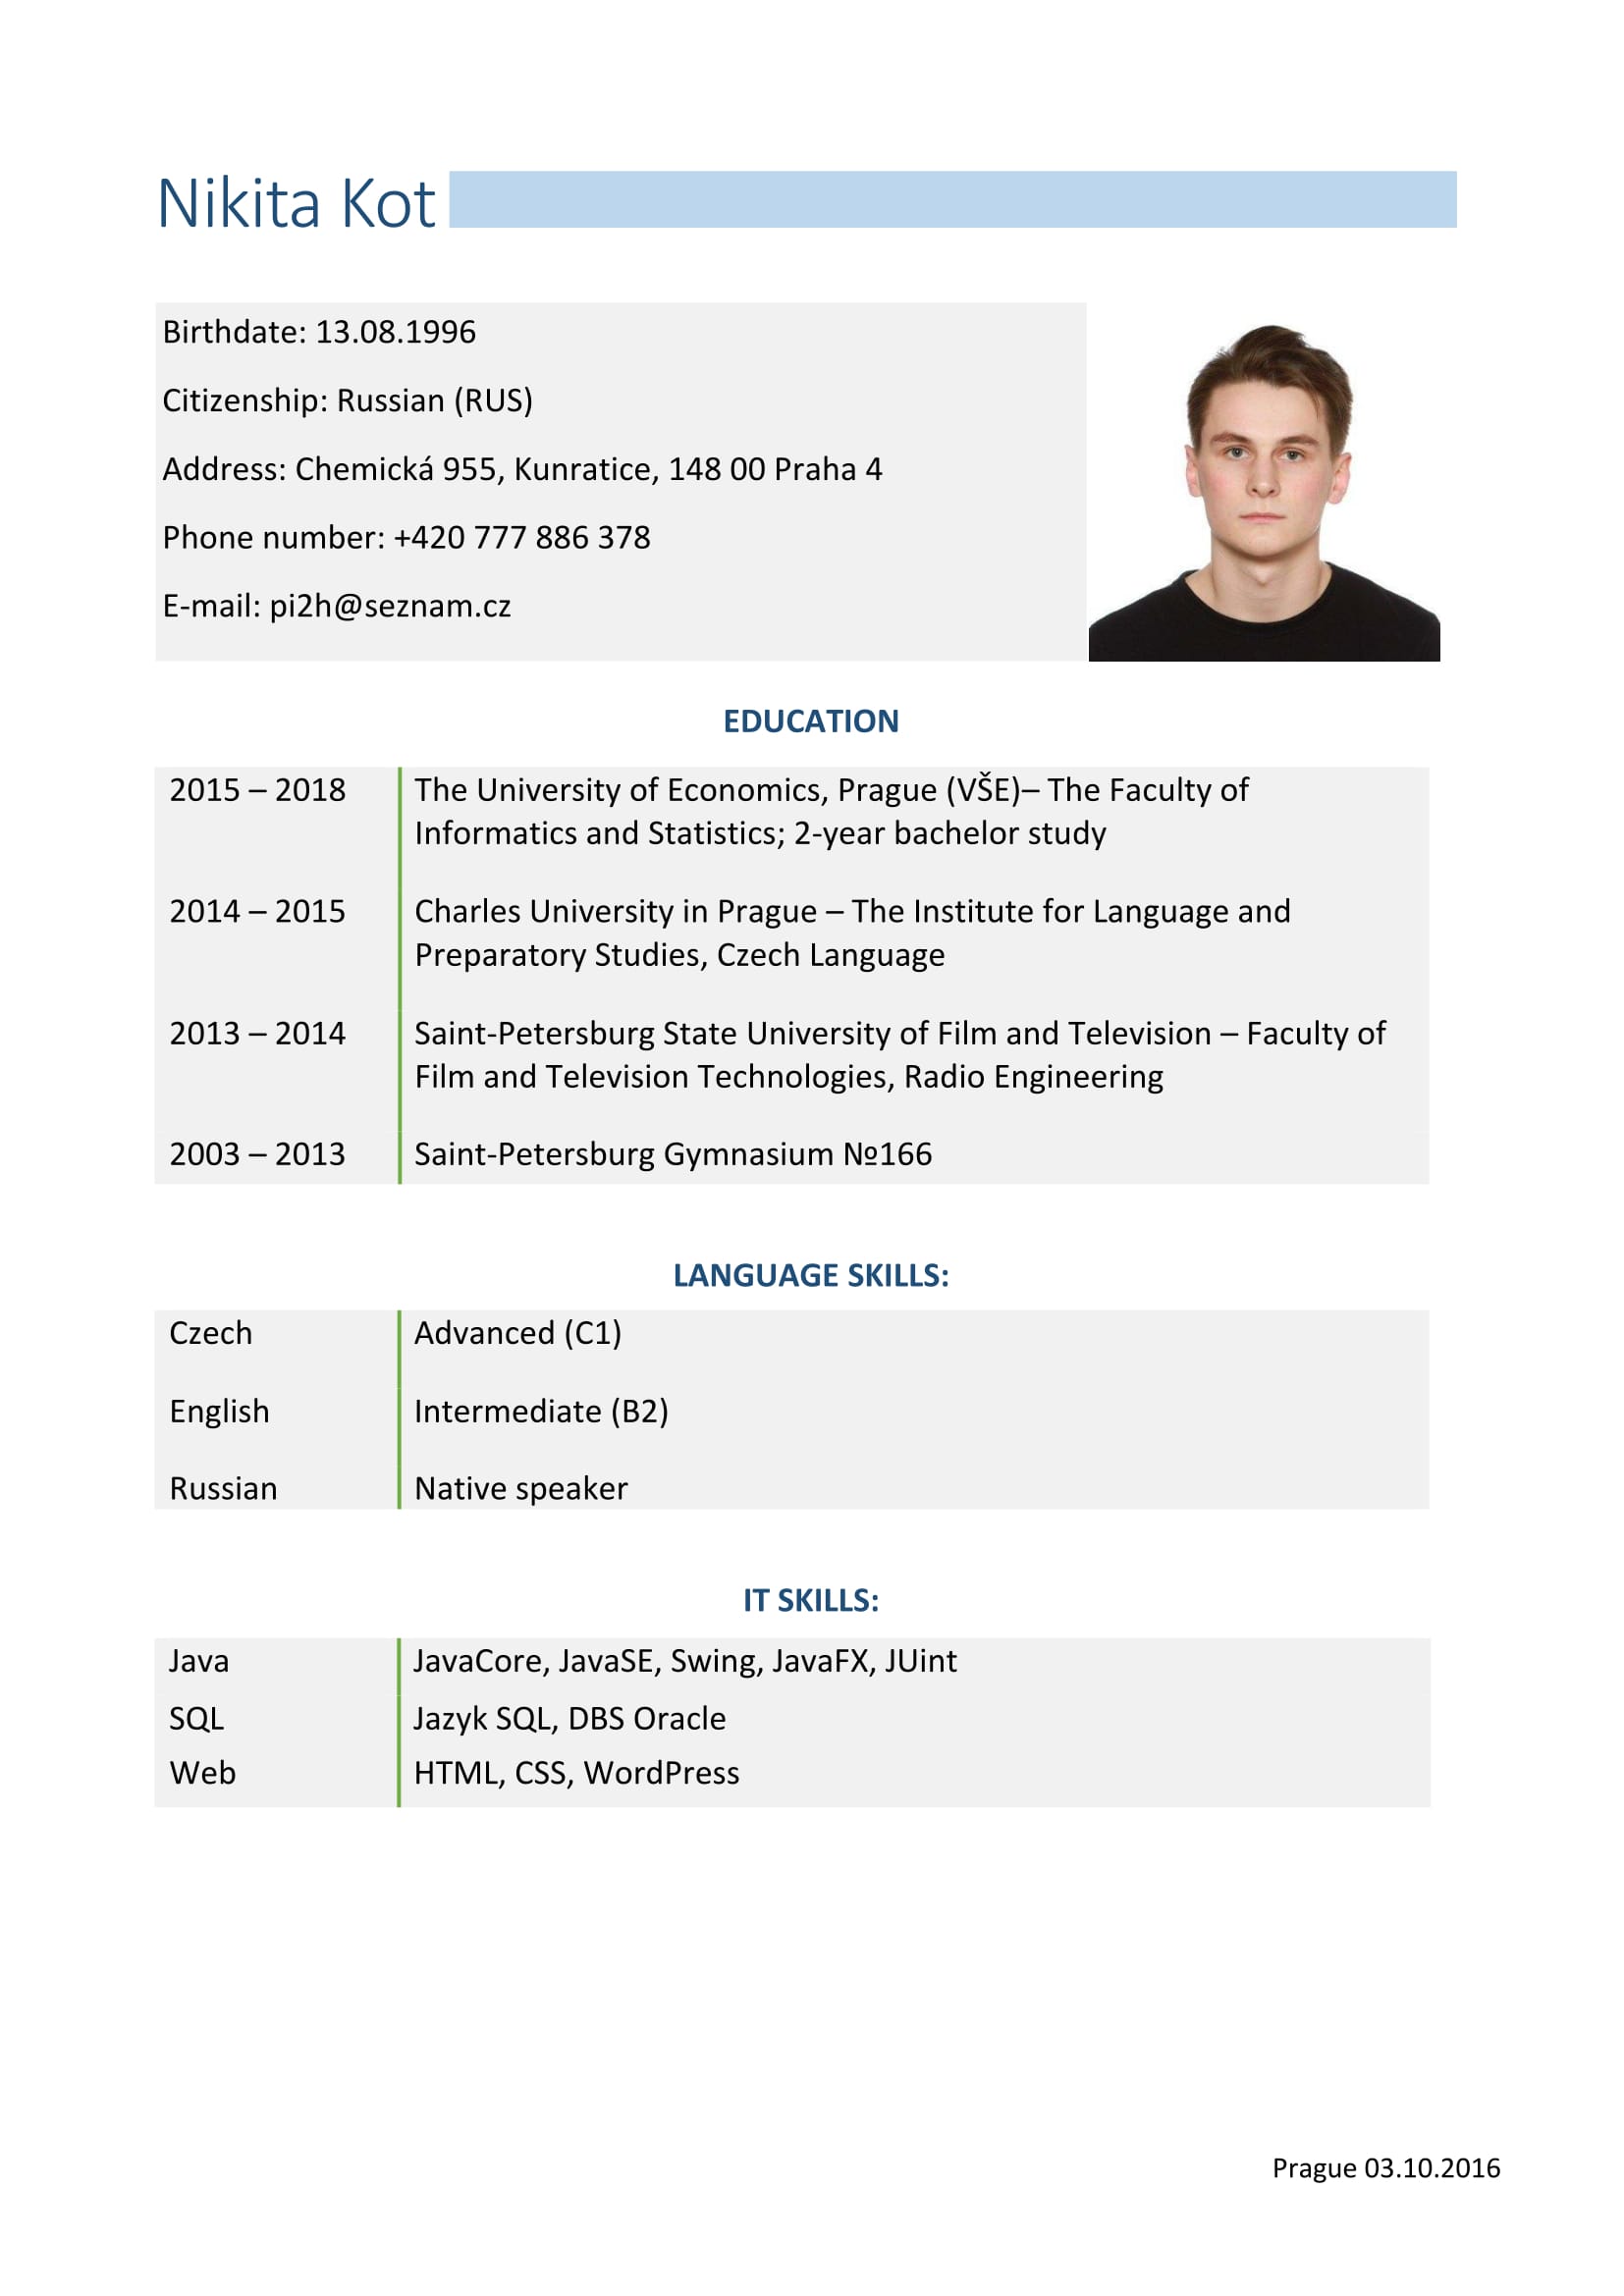 Nikita Kot
Birthdate: 13.08.1996
Citizenship: Russian (RUS)
Address: Chemická 955, Kunratice, 148 00 Praha 4
Phone number: +420 777 886 378
E-mail: pi2h@seznam.cz
EDUCATION
2015 – 2018 The University of Economics, Prague (VŠE)– The Faculty of
Informatics and Statistics; 2-year bachelor study
2014 – 2015 Charles University in Prague – The Institute for Language and
Preparatory Studies, Czech Language
2013 – 2014 Saint-Petersburg State University of Film and Television – Faculty of
Film and Television Technologies, Radio Engineering
2003 – 2013 Saint-Petersburg Gymnasium №166
LANGUAGE SKILLS:
Czech Advanced (C1)
English Intermediate (B2)
Russian Native speaker
IT SKILLS:
Java JavaCore, JavaSE, Swing, JavaFX, JUint
SQL Jazyk SQL, DBS Oracle
Web HTML, CSS, WordPress
Prague 03.10.2016